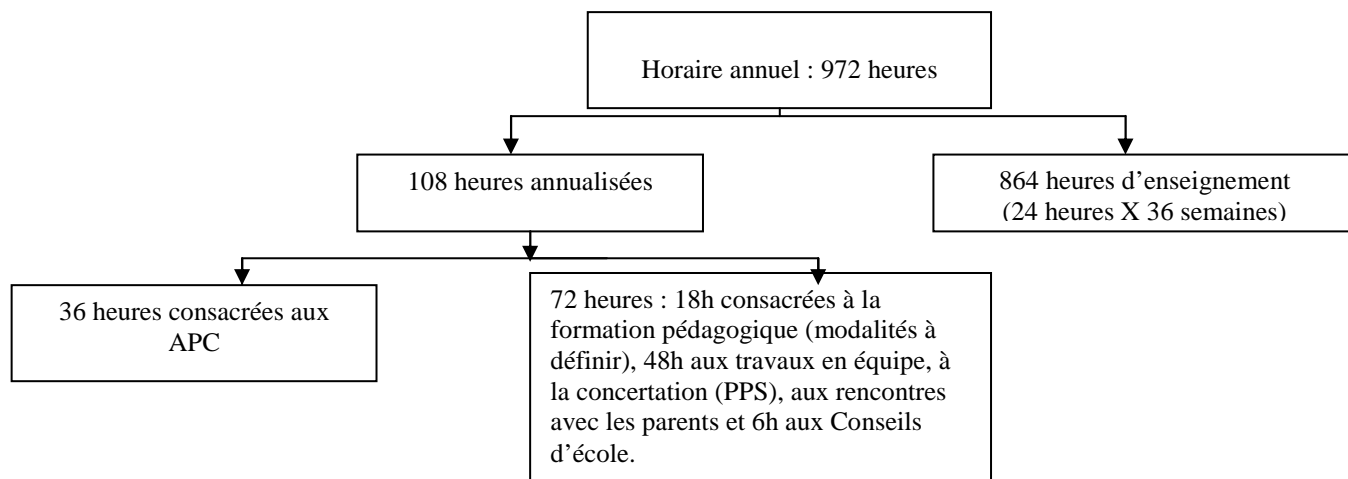 Horaire annuel : 972 heures
108 heures annualisées
864 heures d’enseignement
(24 heures X 36 semaines)
36 heures consacrées aux
APC
72 heures : 18h consacrées à la
formation pédagogique (modalités à
définir), 48h aux travaux en équipe, à
la concertation (PPS), aux rencontres
avec les parents et 6h aux Conseils
d’école.